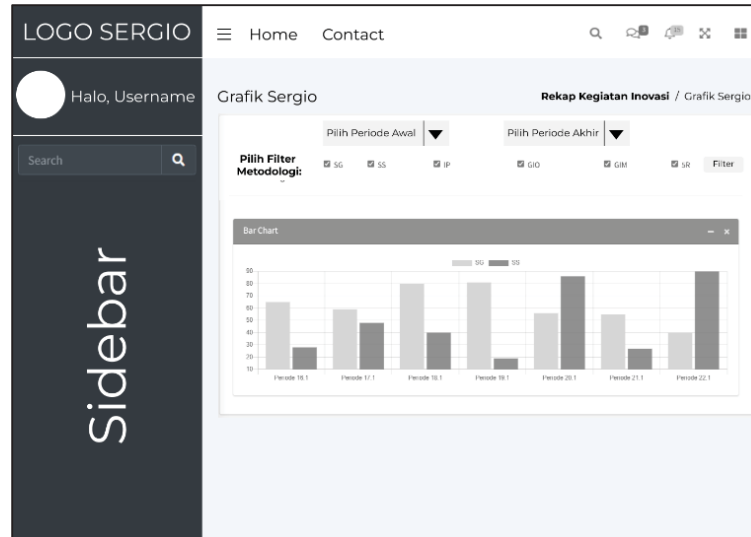 LOGO SERGIO
Home Contact
3
15
Halo, Username
Grafik Sergio
Rekap Kegiatan Inovasi / Grafik Sergio
Search
Pilih Periode Awal
Pilih Periode Akhir
Pilih Filter
Metodologi:
SG SS IP GIO GIM SR Filter
Sidebar
Bar Chart
SG SS
90
80
70
60
50
40
30
20
10
Periode 16.1 Periode 17.1 Periode 18.1 Periode 19.1 Periode 20.1 Periode 21.1 Periode 22.1